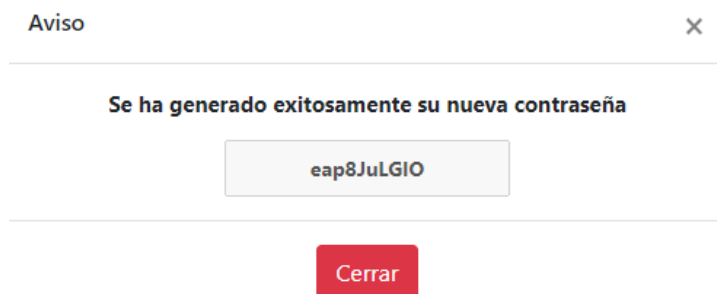 Aviso
×
Se ha generado exitosamente su nueva contraseña
eap8JuLGIO
Cerrar